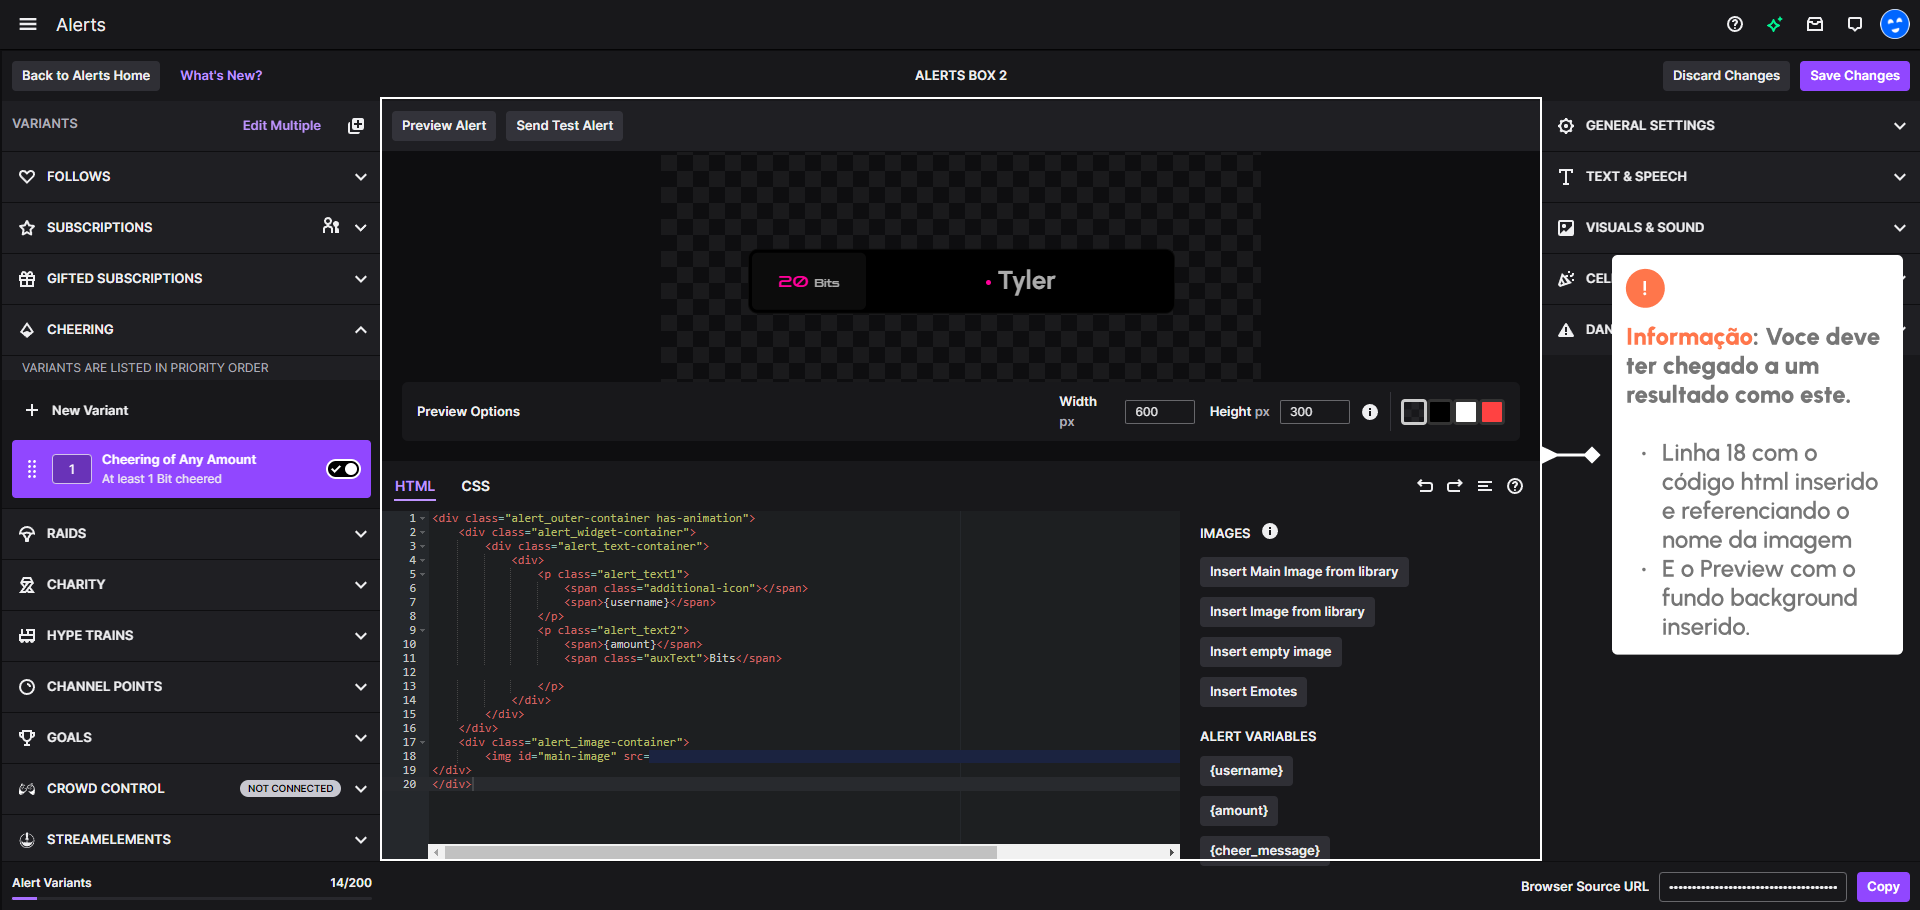 Alerts
Back to Alerts Home
What's New?
ALERTS BOX 2
Discard Changes
Save Changes
VARIANTS
Edit Multiple
FOLLOWS
SUBSCRIPTIONS
GIFTED SUBSCRIPTIONS
CHEERING
VARIANTS ARE LISTED IN PRIORITY ORDER
New Variant
1
Cheering of Any Amount
At least 1 Bit cheered
RAIDS
CHARITY
HYPE TRAINS
CHANNEL POINTS
GOALS
CROWD CONTROL
NOT CONNECTED
STREAMELEMENTS
Alert Variants
14/200
Preview Alert
Send Test Alert
20 Bits
Tyler
Preview Options
Width
px
600
Height px
300
HTML
CSS
1 <div class="alert_outer-container has-animation">
2 <div class="alert_widget-container">
3 <div class="alert_text-container">
4 <div>
5 <p class="alert_text1">
6 <span class="additional-icon"></span>
7 <span>{username}</span>
8 </p>
9 <p class="alert_text2">
10 <span>{amount}</span>
11 <span class="auxText">Bits</span>
12
13 </p>
14 </div>
15 </div>
16 </div>
17 <div class="alert_image-container">
18 <img id="main-image" src=
19 </div>
20 </div>
IMAGES
Insert Main Image from library
Insert Image from library
Insert empty image
Insert Emotes
ALERT VARIABLES
{username}
{amount}
{cheer_message}
GENERAL SETTINGS
TEXT & SPEECH
VISUALS & SOUND
CEL
DAN
!
Informação: Voce deve
ter chegado a um
resultado como este.
· Linha 18 com o
código html inserido
e referenciando o
nome da imagem
· E o Preview com o
fundo background
inserido.
Browser Source URL
Copy